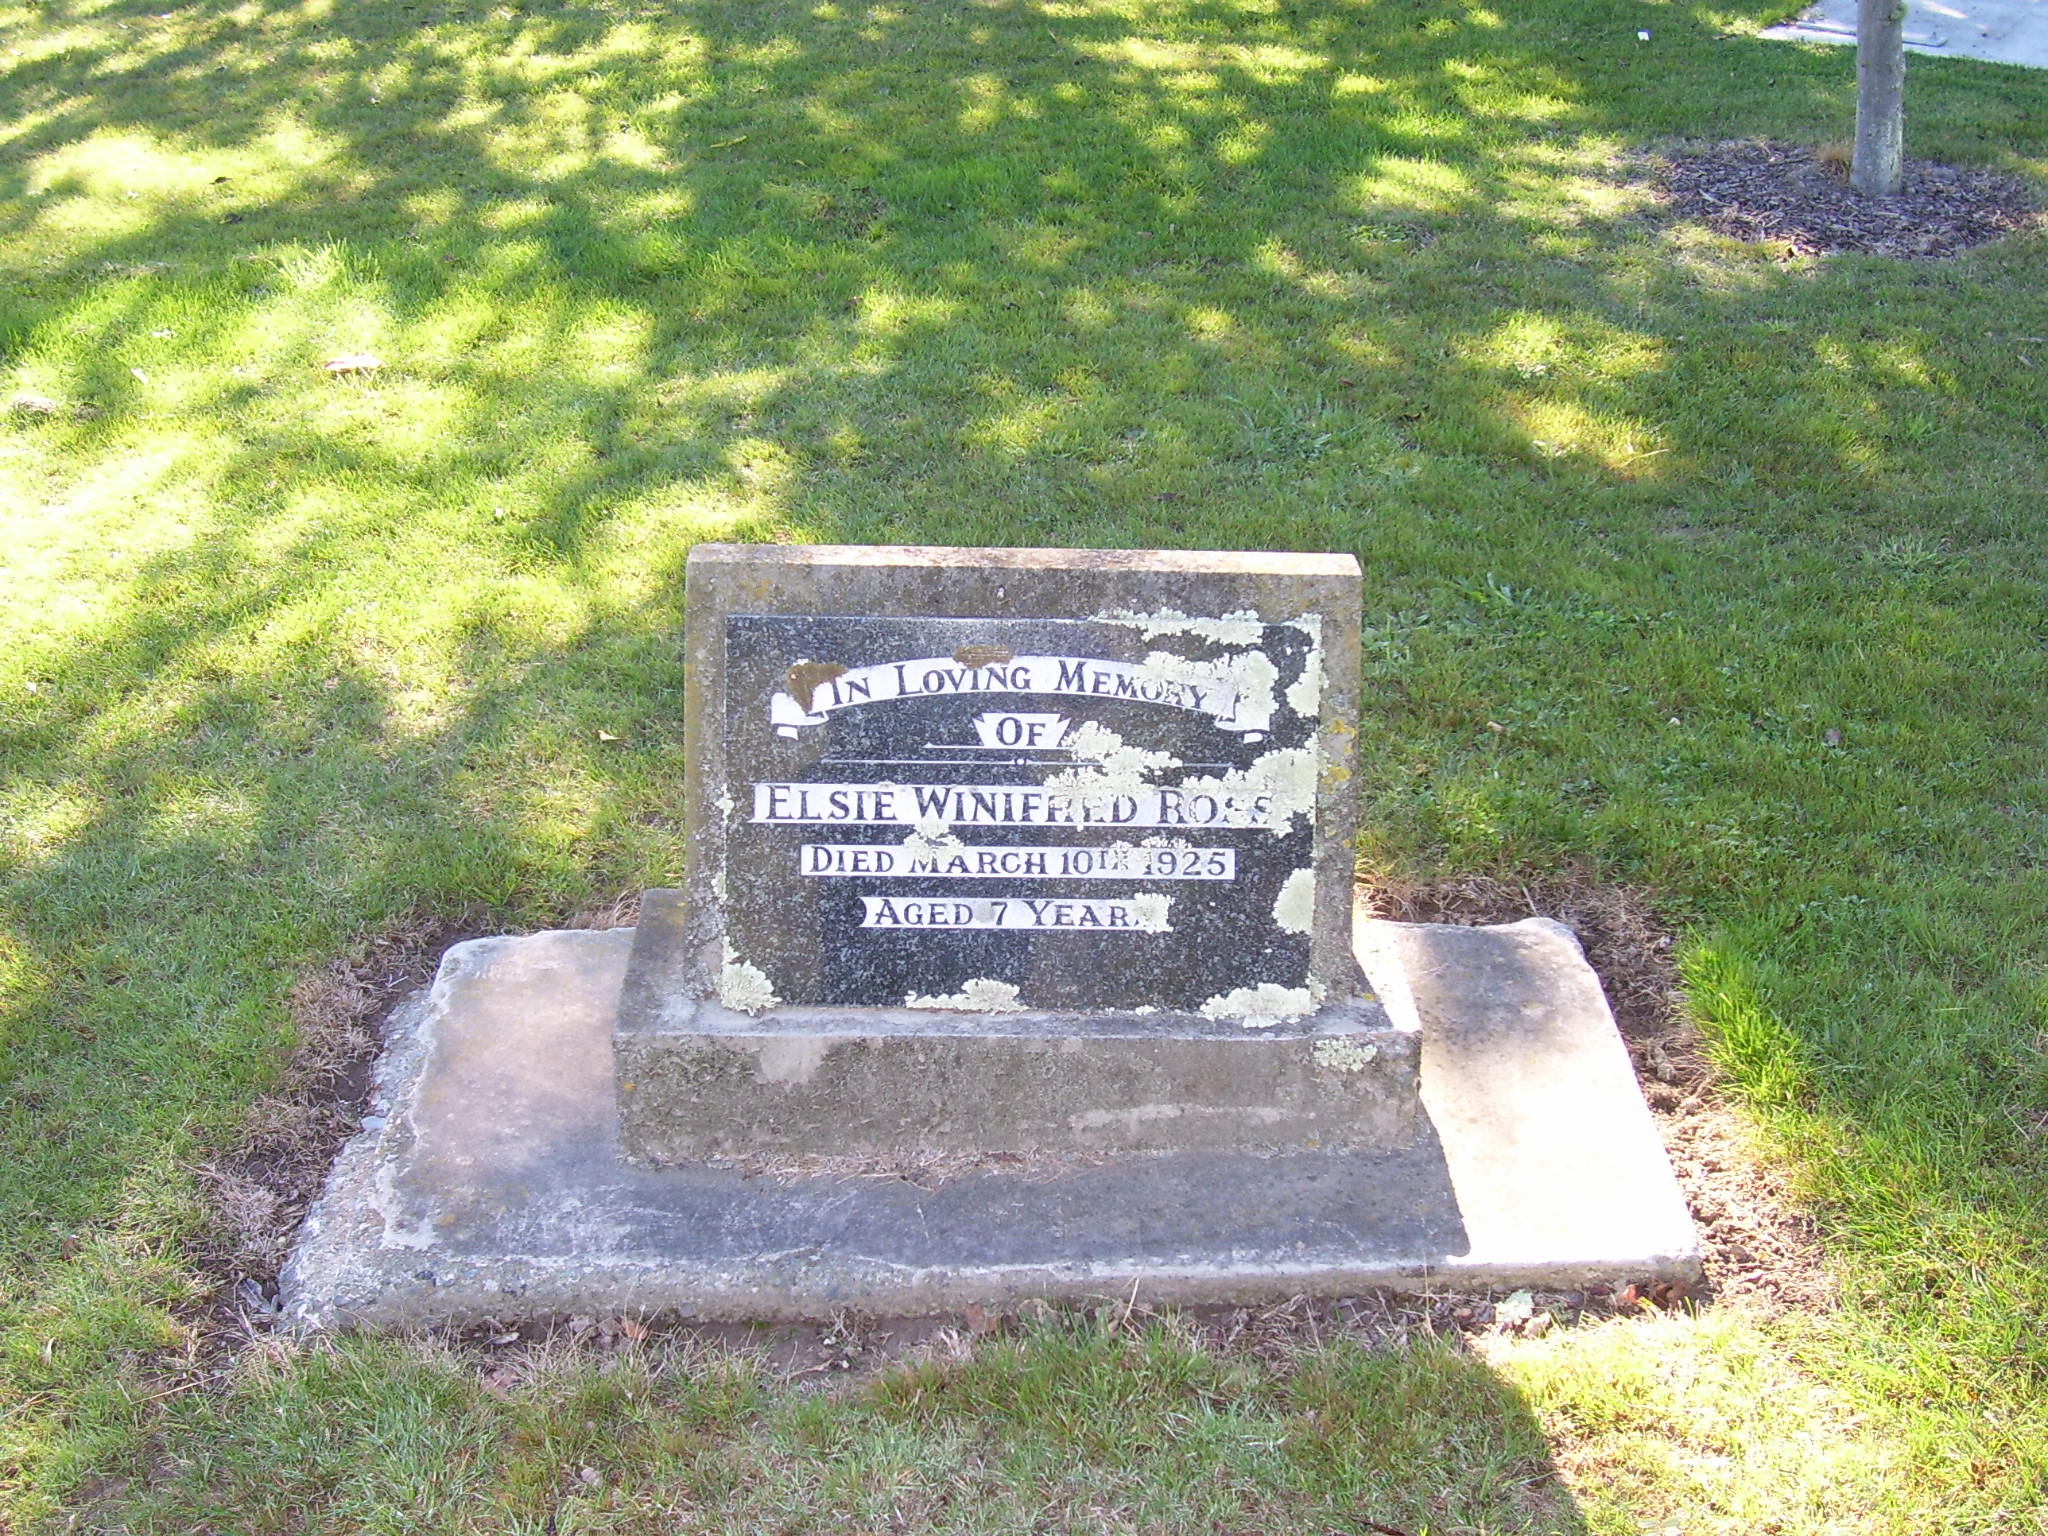 In Loving Memory
Of
Elsie Winifred Ross
Died March 10th 1925
Aged 7 Years